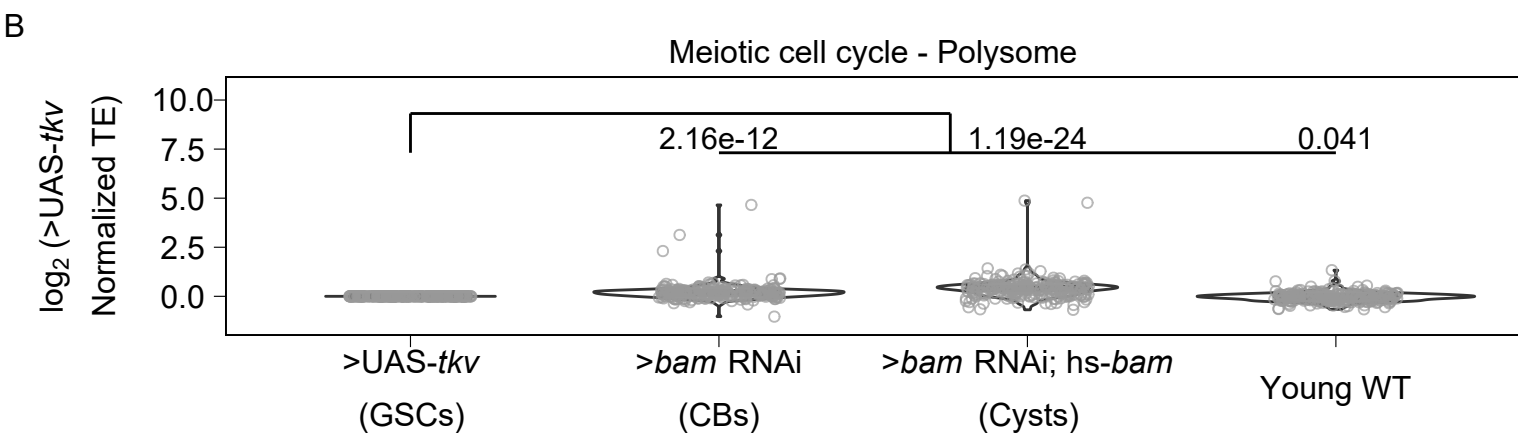 B
Meiotic cell cycle - Polysome
log2 (>UAS-tkv
Normalized TE)
10.0
7.5
5.0
2.5
0.0
2.16e-12 1.19e-24 0.041
>UAS-tkv >bam RNAi >bam RNAi; hs-bam Young WT
(GSCs) (CBs) (Cysts)